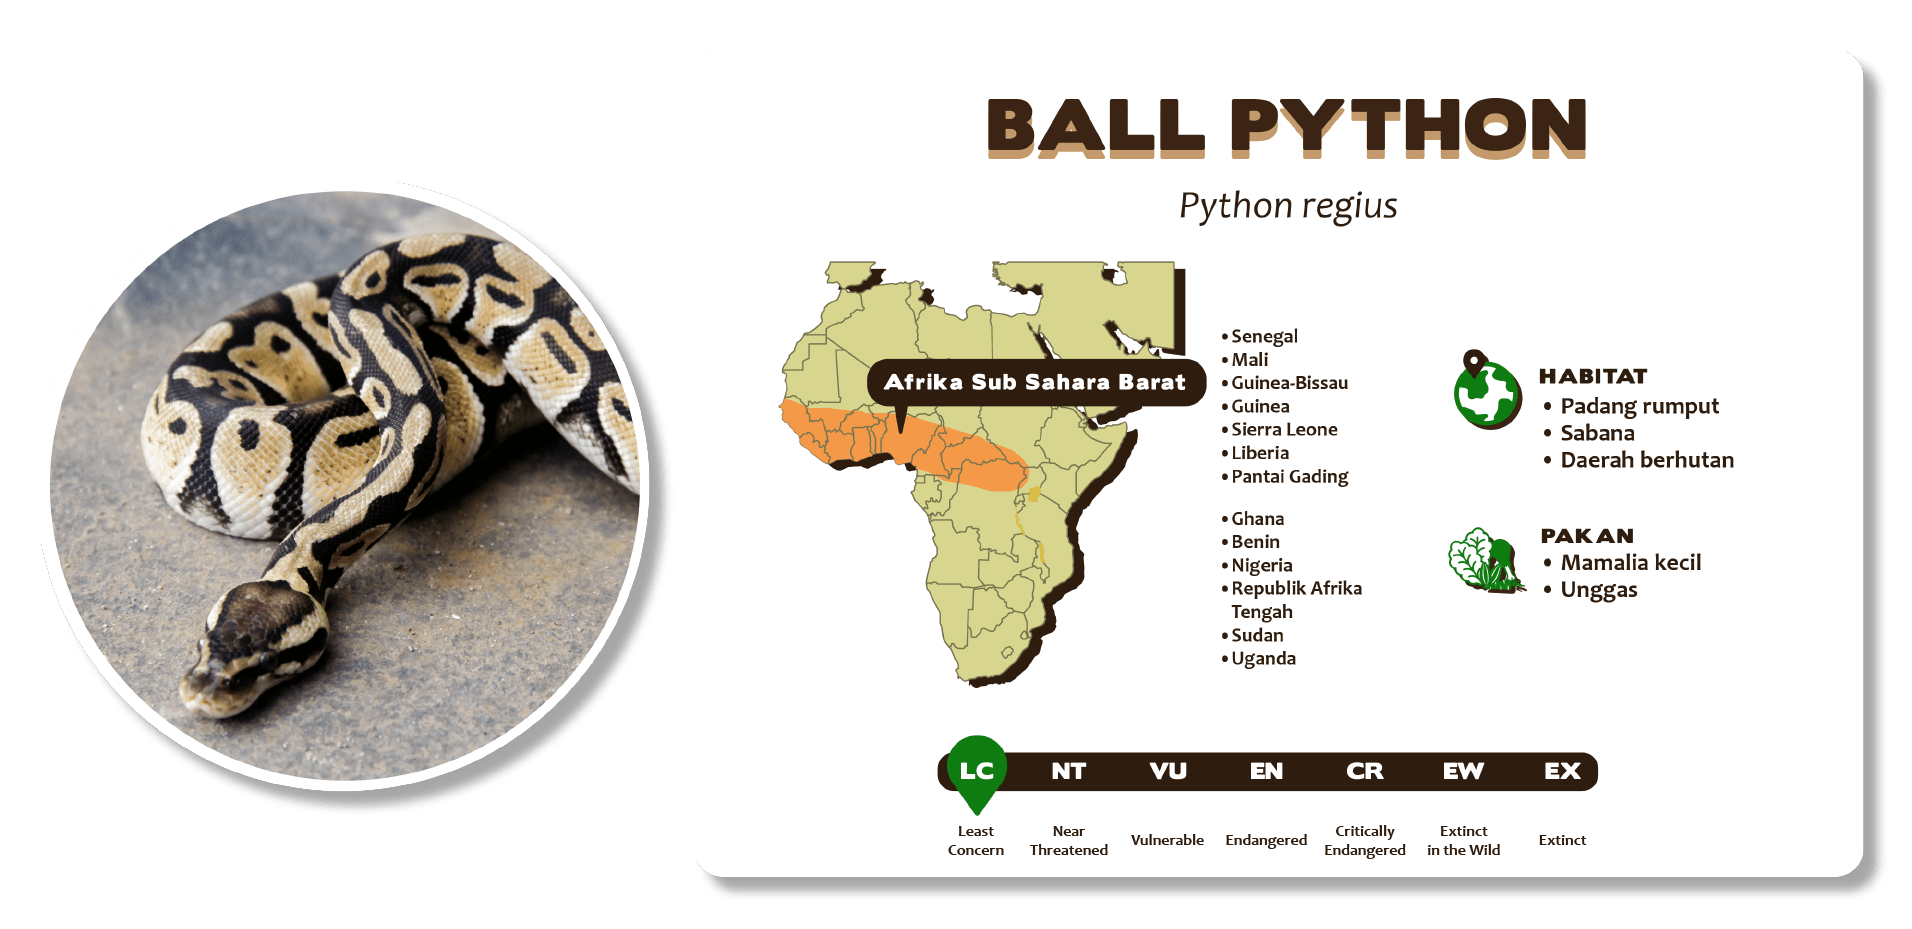 BALL PYTHON
Python regius
Afrika Sub Sahara Barat
• Senegal
• Mali
• Guinea-Bissau
• Guinea
• Sierra Leone
• Liberia
• Pantai Gading
• Ghana
• Benin
• Nigeria
• Republik Afrika
Tengah
• Sudan
• Uganda
HABITAT
• Padang rumput
• Sabana
• Daerah berhutan
PAKAN
• Mamalia kecil
• Unggas
LC NT VU EN CR EW EX
Least
Concern
Near
Threatened
Vulnerable
Endangered
Critically
Endangered
Extinct
in the Wild
Extinct